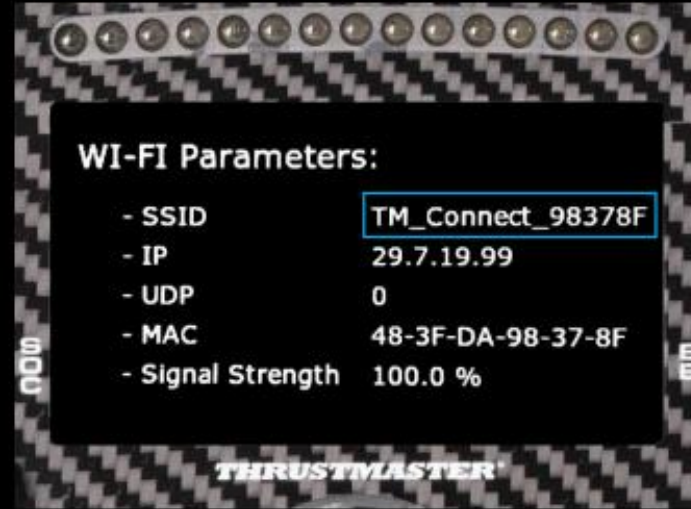 WI-FI Parameters:
- SSID TM_Connect_98378F
- IP 29.7.19.99
- UDP 0
- MAC 48-3F-DA-98-37-8F
- Signal Strength 100.0 %
SOC
THRUSTMASTER